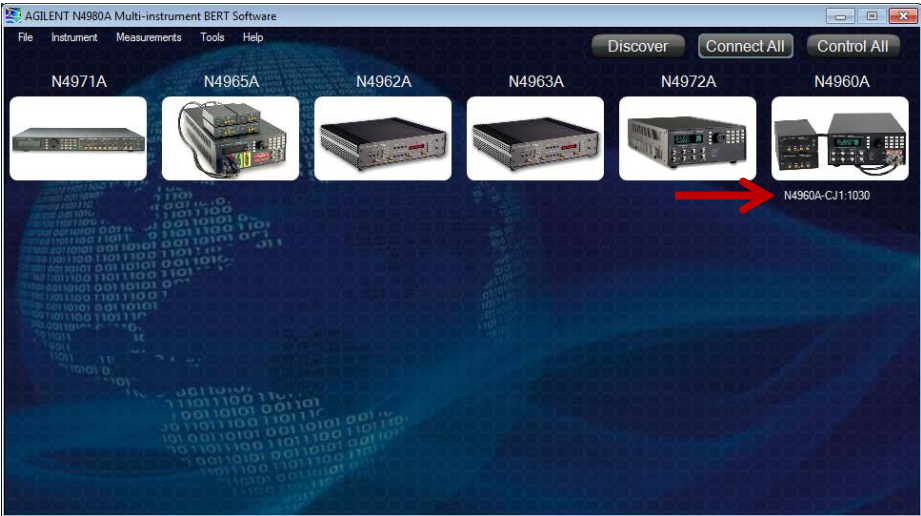 AGILENT N4980A Multi-instrument BERT Software
File Instrument Measurements Tools Help
Discover Connect All Control All
N4971A N4965A N4962A N4963A N4972A N4960A
N4960A-CJ1:1030